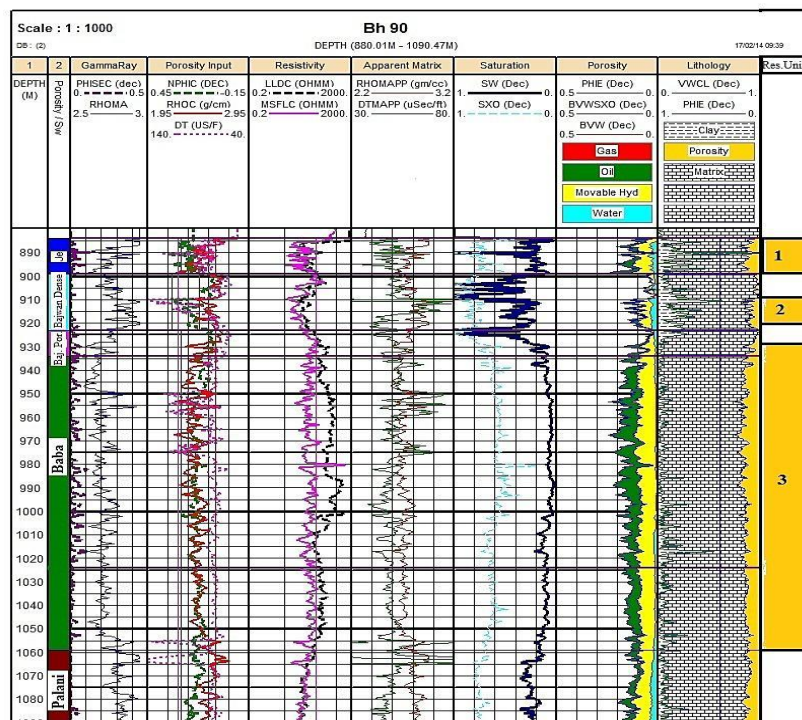 Scale : 1 : 1000
Bh 90
DB : (2)
DEPTH (880.01M - 1090.47M)
17/02/14 09:39
1 2 GammaRay Porosity Input Resistivity Apparent Matrix Saturation Porosity Lithology Res.Uni
DEPTH (M)
Porosity / Sw
PHISEC (dec)
0. 0.5
RHOMA
2.5 3.
NPHIC (DEC)
0.45 -0.15
RHOC (g/cm)
1.95 2.95
DT (US/F)
140. 40.
LLDC (OHMM)
0.2 2000.
MSFLC (OHMM)
0.2 2000.
RHOMAPP (gm/cc)
2.2 3.2
DTMAPP (uSec/ft)
30. 80.
SW (Dec)
1. 0.
SXO (Dec)
1. 0.
PHIE (Dec)
0.5 0.
BVWSXO (Dec)
0.5 0.
BVW (Dec)
0.5 0.
Gas
Oil
Movable Hyd
Water
VWCL (Dec)
0. 1.
PHIE (Dec)
1. 0.
Clay
Porosity
Matrix
890
900
910
920
930
940
950
960
970
980
990
1000
1010
1020
1030
1040
1050
1060
1070
1080
Je
Bajwan Dense
Baj. Por
Baba
Palani
1
2
3